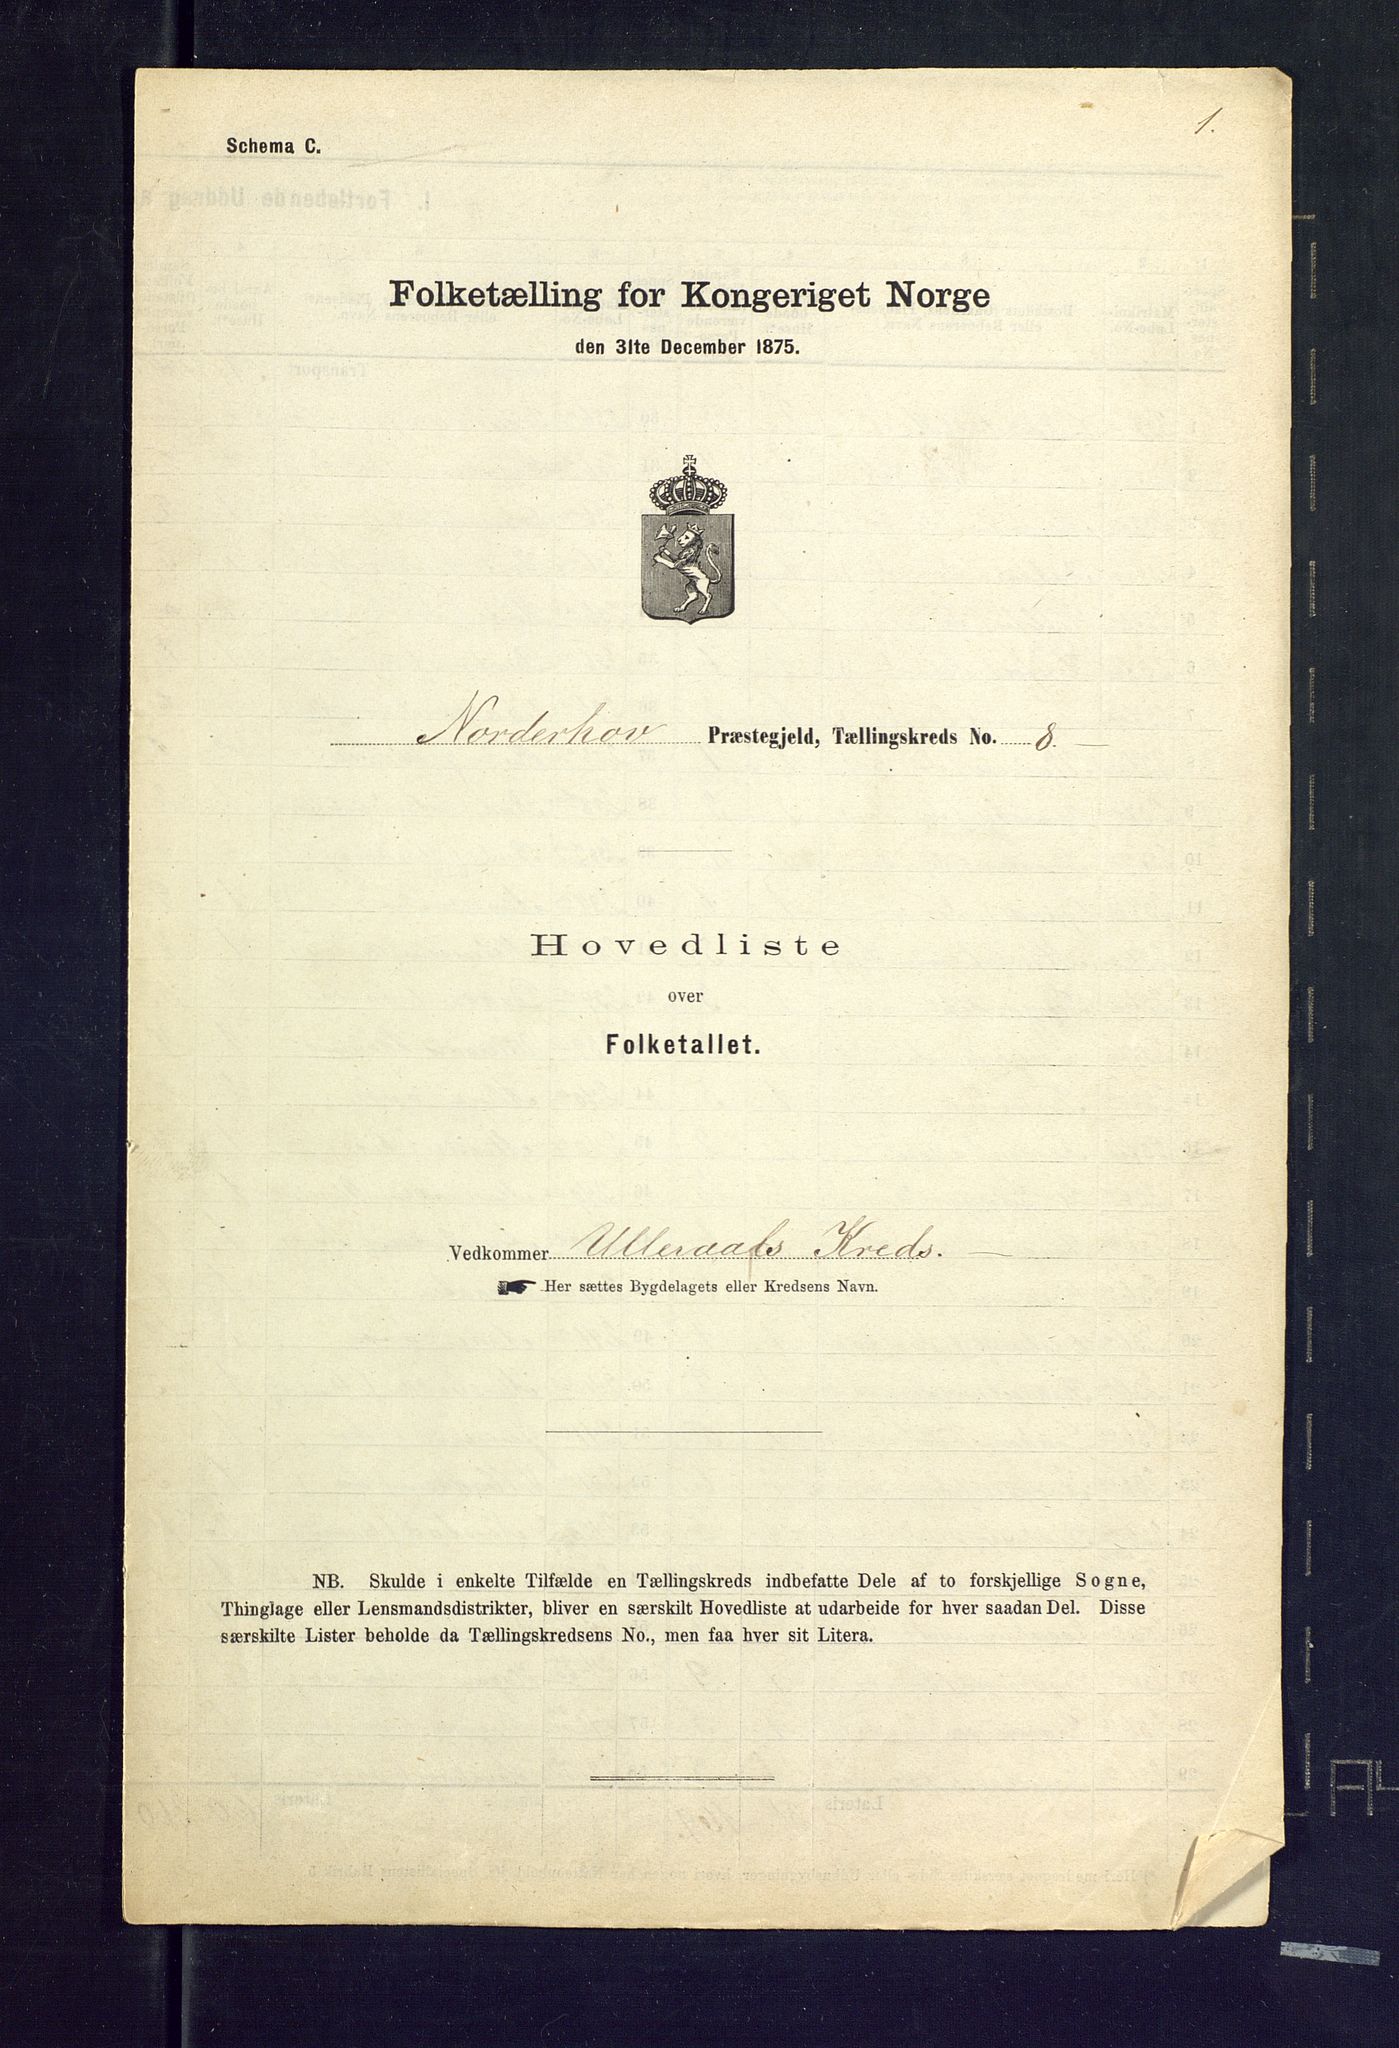 1.
Schema C.
Folketælling for Kongeriget Norge
den 31te December 1875.
Norderhov Præstegjeld, Tællingskreds No. 8.
Hovedliste
over
Folketallet.
Vedkommer Ulleraals Kreds.
Her sættes Bygdelagets eller Kredsens Navn.
NB. Skulde i enkelte Tilfælde en Tællingskreds indbefatte Dele af to forskjellige Sogne,
Thinglage eller Lensmandsdistrikter, bliver en særskilt Hovedliste at udarbeide for hver saadan Del. Disse
særskilte Lister beholde da Tællingskredsens No., men faa hver sit Litera.
A4